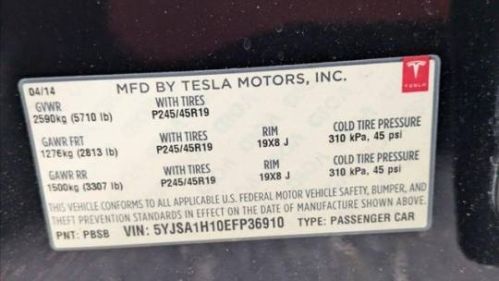 04/14
MFD BY TESLA MOTORS, INC.
TESLA
GVWR WITH TIRES
2590kg (5710 lb) P245/45R19
GAWR FRT WITH TIRES RIM COLD TIRE PRESSURE
1276kg (2813 lb) P245/45R19 19X8 J 310 kPa, 45 psi
GAWR RR WITH TIRES RIM COLD TIRE PRESSURE
1500kg (3307 lb) P245/45R19 19X8 J 310 kPa, 45 psi
THIS VEHICLE CONFORMS TO ALL APPLICABLE U.S. FEDERAL MOTOR VEHICLE SAFETY, BUMPER, AND
THEFT PREVENTION STANDARDS IN EFFECT ON THE DATE OF MANUFACTURE SHOWN ABOVE.
PNT: PBSB VIN: 5YJSA1H10EFP36910 TYPE: PASSENGER CAR